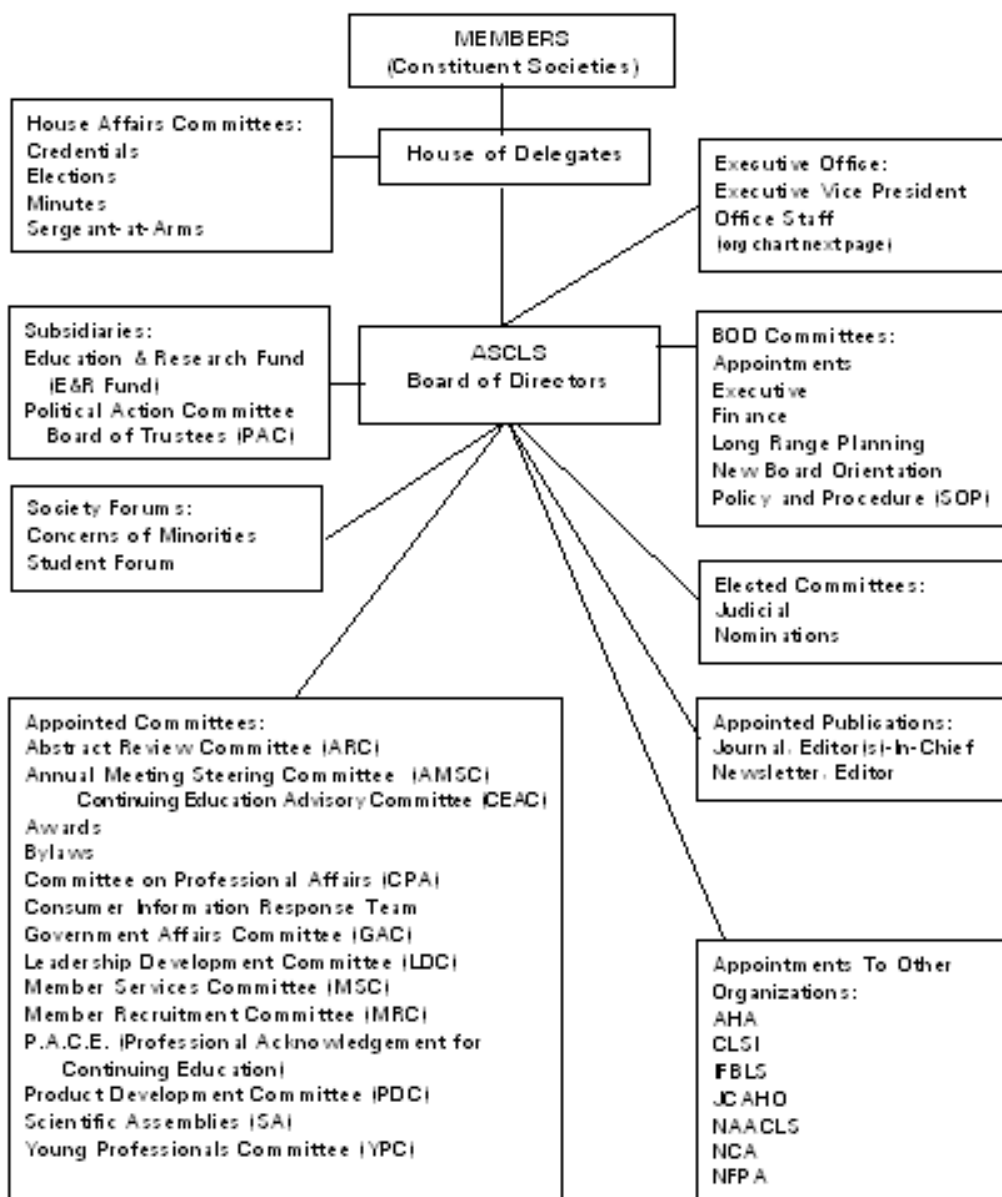 MEMBERS
(Constituent Societies)
House Affairs Committees:
Credentials
Elections
Minutes
Sergeant-at-Arms
House of Delegates
Executive Office:
Executive Vice President
Office Staff
(org chart next page)
Subsidiaries:
Education & Research Fund
(E&R Fund)
Political Action Committee
Board of Trustees (PAC)
ASCLS
Board of Directors
BOD Committees:
Appointments
Executive
Finance
Long Range Planning
New Board Orientation
Policy and Procedure (SOP)
Society Forums:
Concerns of Minorities
Student Forum
Elected Committees:
Judicial
Nominations
Appointed Committees:
Abstract Review Committee (ARC)
Annual Meeting Steering Committee (AMSC)
Continuing Education Advisory Committee (CEAC)
Awards
Bylaws
Committee on Professional Affairs (CPA)
Consumer Information Response Team
Government Affairs Committee (GAC)
Leadership Development Committee (LDC)
Member Services Committee (MSC)
Member Recruitment Committee (MRC)
P.A.C.E. (Professional Acknowledgement for
Continuing Education)
Product Development Committee (PDC)
Scientific Assemblies (SA)
Young Professionals Committee (YPC)
Appointed Publications:
Journal, Editor(s)-In-Chief
Newsletter, Editor
Appointments To Other
Organizations:
AHA
CLSI
IFBLS
JCAHO
NAACLS
NCA
NFPA